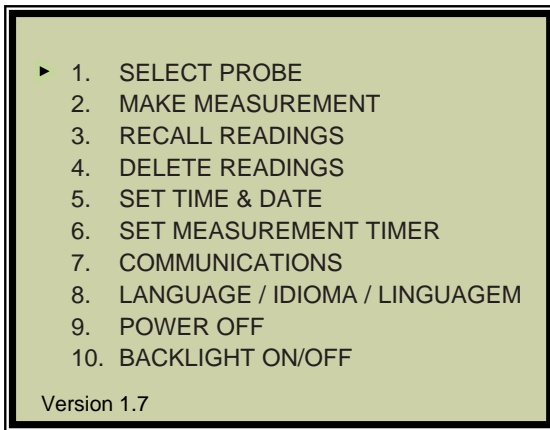 1. SELECT PROBE
2. MAKE MEASUREMENT
3. RECALL READINGS
4. DELETE READINGS
5. SET TIME & DATE
6. SET MEASUREMENT TIMER
7. COMMUNICATIONS
8. LANGUAGE / IDIOMA / LINGUAGEM
9. POWER OFF
10. BACKLIGHT ON/OFF
Version 1.7